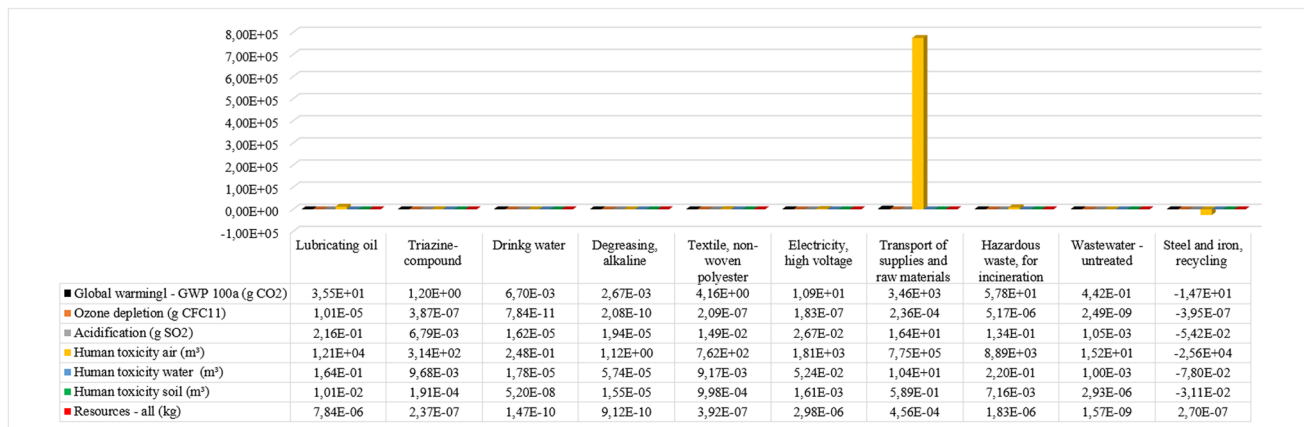 8,00E+05
7,00E+05
6,00E+05
5,00E+05
4,00E+05
3,00E+05
2,00E+05
1,00E+05
0,00E+00
-1,00E+05
Lubricating oil Triazine- Drinkg water Degreasing, Textile, non- Electricity, Transport of Hazardous Wastewater - Steel and iron,
compound alkaline woven high voltage supplies and waste, for untreated recycling
polyester raw materials incineration
Global warmingl - GWP 100a (g CO2) 3,55E+01 1,20E+00 6,70E-03 2,67E-03 4,16E+00 1,09E+01 3,46E+03 5,78E+01 4,42E-01 -1,47E+01
Ozone depletion (g CFC11) 1,01E-05 3,87E-07 7,84E-11 2,08E-10 2,09E-07 1,83E-07 2,36E-04 5,17E-06 2,49E-09 -3,95E-07
Acidification (g SO2) 2,16E-01 6,79E-03 1,62E-05 1,94E-05 1,49E-02 2,67E-02 1,64E+01 1,34E-01 1,05E-03 -5,42E-02
Human toxicity air (m³) 1,21E+04 3,14E+02 2,48E-01 1,12E+00 7,62E+02 1,81E+03 7,75E+05 8,89E+03 1,52E+01 -2,56E+04
Human toxicity water (m³) 1,64E-01 9,68E-03 1,78E-05 5,74E-05 9,17E-03 5,24E-02 1,04E+01 2,20E-01 1,00E-03 -7,80E-02
Human toxicity soil (m³) 1,01E-02 1,91E-04 5,20E-08 1,55E-05 9,98E-04 1,61E-03 5,89E-01 7,16E-03 2,93E-06 -3,11E-02
Resources - all (kg) 7,84E-06 2,37E-07 1,47E-10 9,12E-10 3,92E-07 2,98E-06 4,56E-04 1,83E-06 1,57E-09 2,70E-07